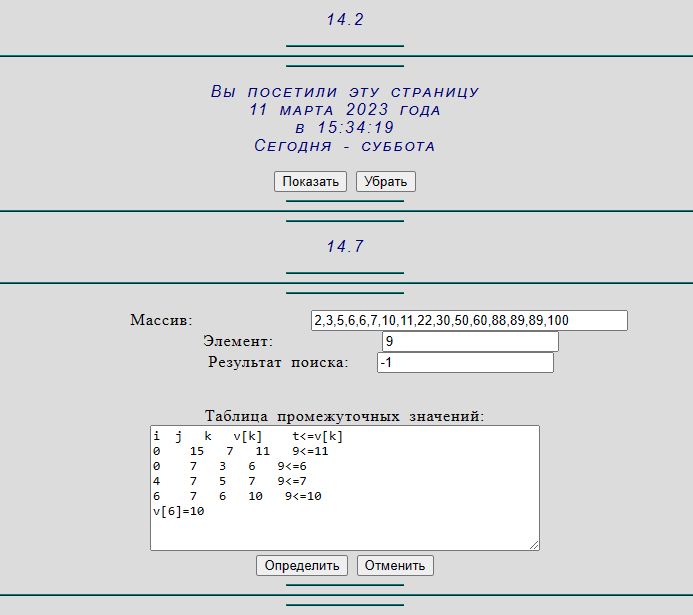 14.2
Вы посетили эту страницу
11 марта 2023 года
в 15:34:19
Сегодня - суббота
Показать Убрать
14.7
Массив: 2,3,5,6,6,7,10,11,22,30,50,60,88,89,89,100
Элемент: 9
Результат поиска: -1
Таблица промежуточных значений:
i j k v[k] t<=v[k]
0 15 7 11 9<=11
0 7 3 6 9<=6
4 7 5 7 9<=7
6 7 6 10 9<=10
v[6]=10
Определить Отменить